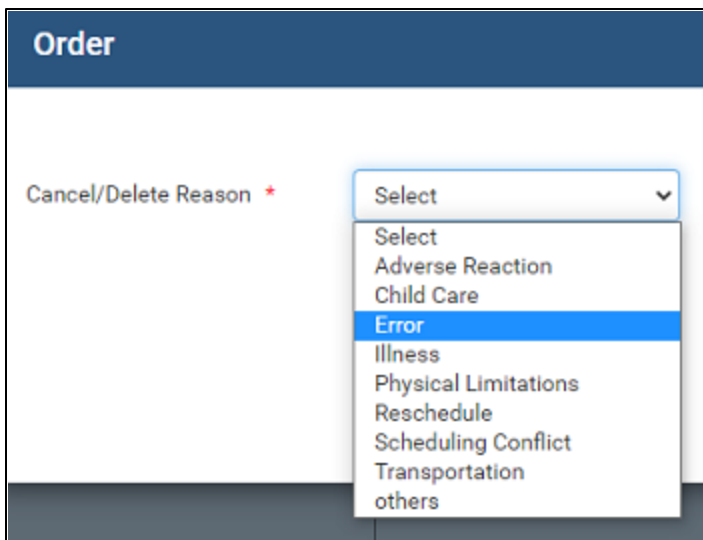 Order
Cancel/Delete Reason * Select
Select
Adverse Reaction
Child Care
Error
Illness
Physical Limitations
Reschedule
Scheduling Conflict
Transportation
others